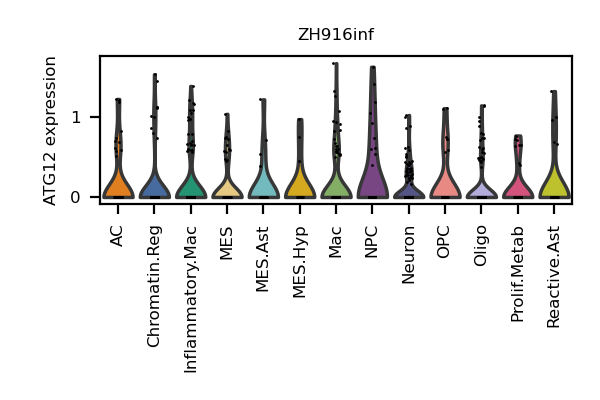 ZH916inf
ATG12 expression
1
0
AC
Chromatin.Reg
Inflammatory.Mac
MES
MES.Ast
MES.Hyp
Mac
NPC
Neuron
OPC
Oligo
Prolif.Metab
Reactive.Ast